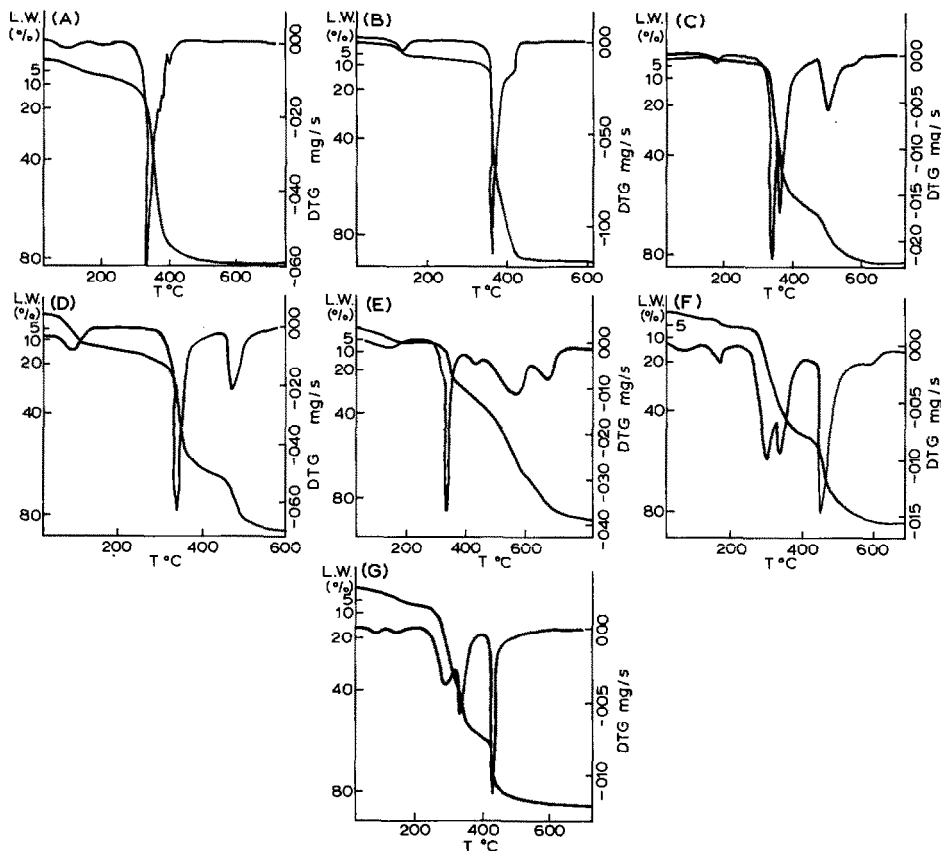 L.W. (A)
(%)
5
10
20
40
80
200 400
T °C
000
-020
-040
-060
DTG mg/s
L.W. (B)
(%)
5
10
20
40
80
0 200 400 600
T °C
000
-050
-100
DTG mg/s
L.W. (C)
(%)
5
10
20
40
80
200 400 600
T °C
000
-005
-010
-015
-020
DTG mg/s
L.W. (D)
(%)
5
10
20
40
80
200 400 600
T °C
000
-020
-040
-060
DTG mg/s
L.W. (E)
(%)
5
10
20
40
80
200 400 600
T °C
000
-010
-020
-030
-040
DTG mg/s
L.W. (F)
(%)
5
10
20
40
80
200 400 600
T °C
000
-005
-010
-015
DTG mg/s
L.W. (G)
(%)
5
10
20
40
80
200 400 600
T °C
000
-005
-010
DTG mg/s